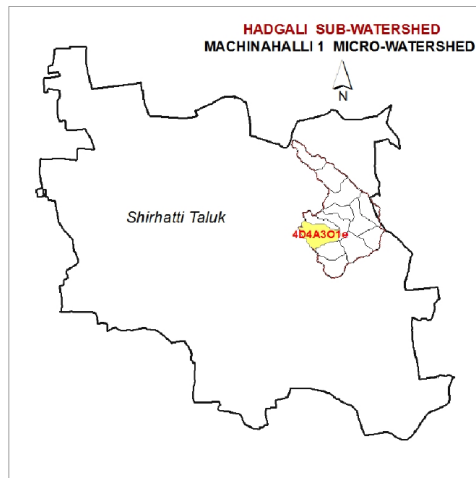 HADGALI SUB-WATERSHED
MACHINAHALLI 1 MICRO-WATERSHED
N
Shirhatti Taluk
4D4A3O1e